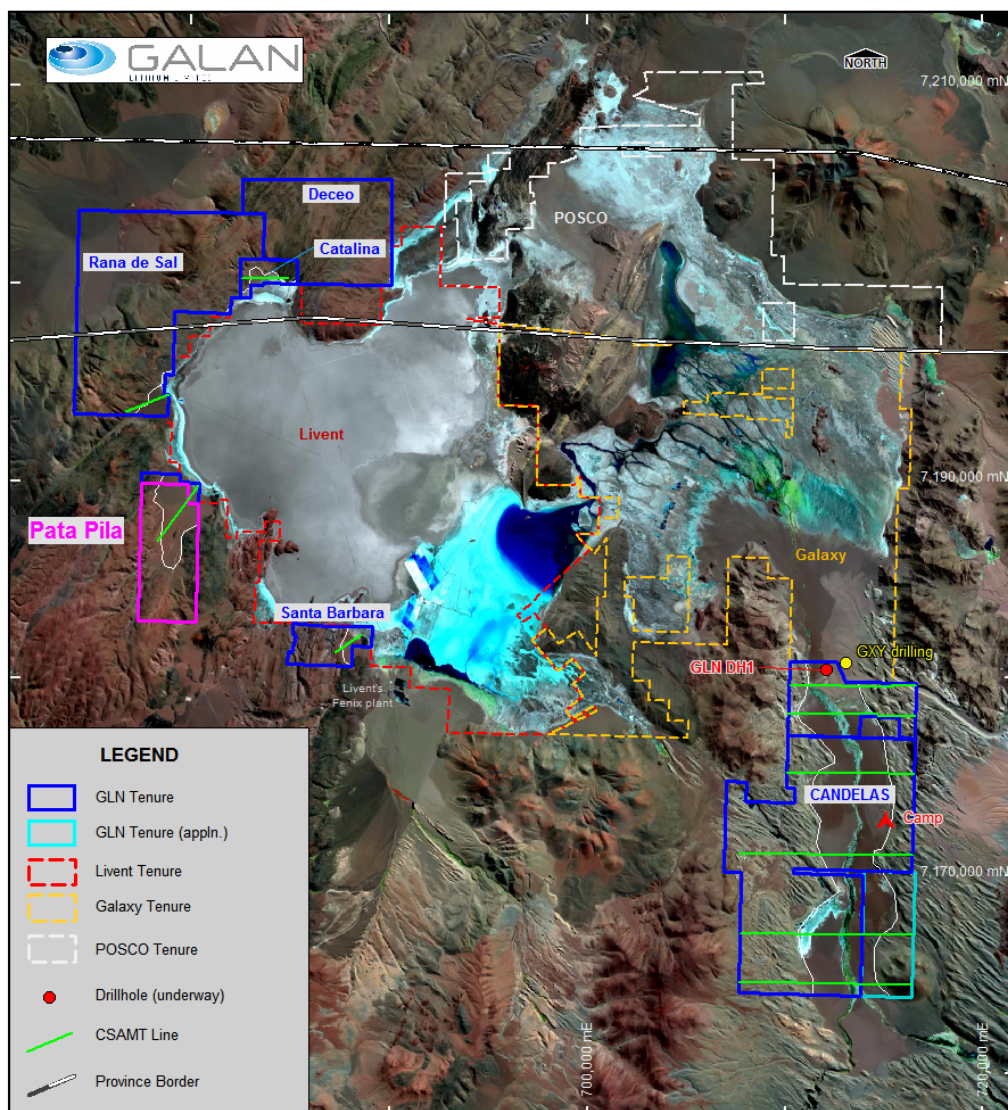 GALAN
LITHIUM LIMITED
NORTH
7,210,000 mN
Deceo
POSCO
Catalina
Rana de Sal
Livent
7,190,000 mN
Pata Pila
Galaxy
Santa Barbara
GXY drilling
GLN DH1
Livent's
Fenix plant
LEGEND
GLN Tenure
GLN Tenure (appln.)
Livent Tenure
Galaxy Tenure
POSCO Tenure
Drillhole (underway)
CSAMT Line
Province Border
CANDELAS
Camp
7,170,000 mN
700,000 mE
720,000 mE